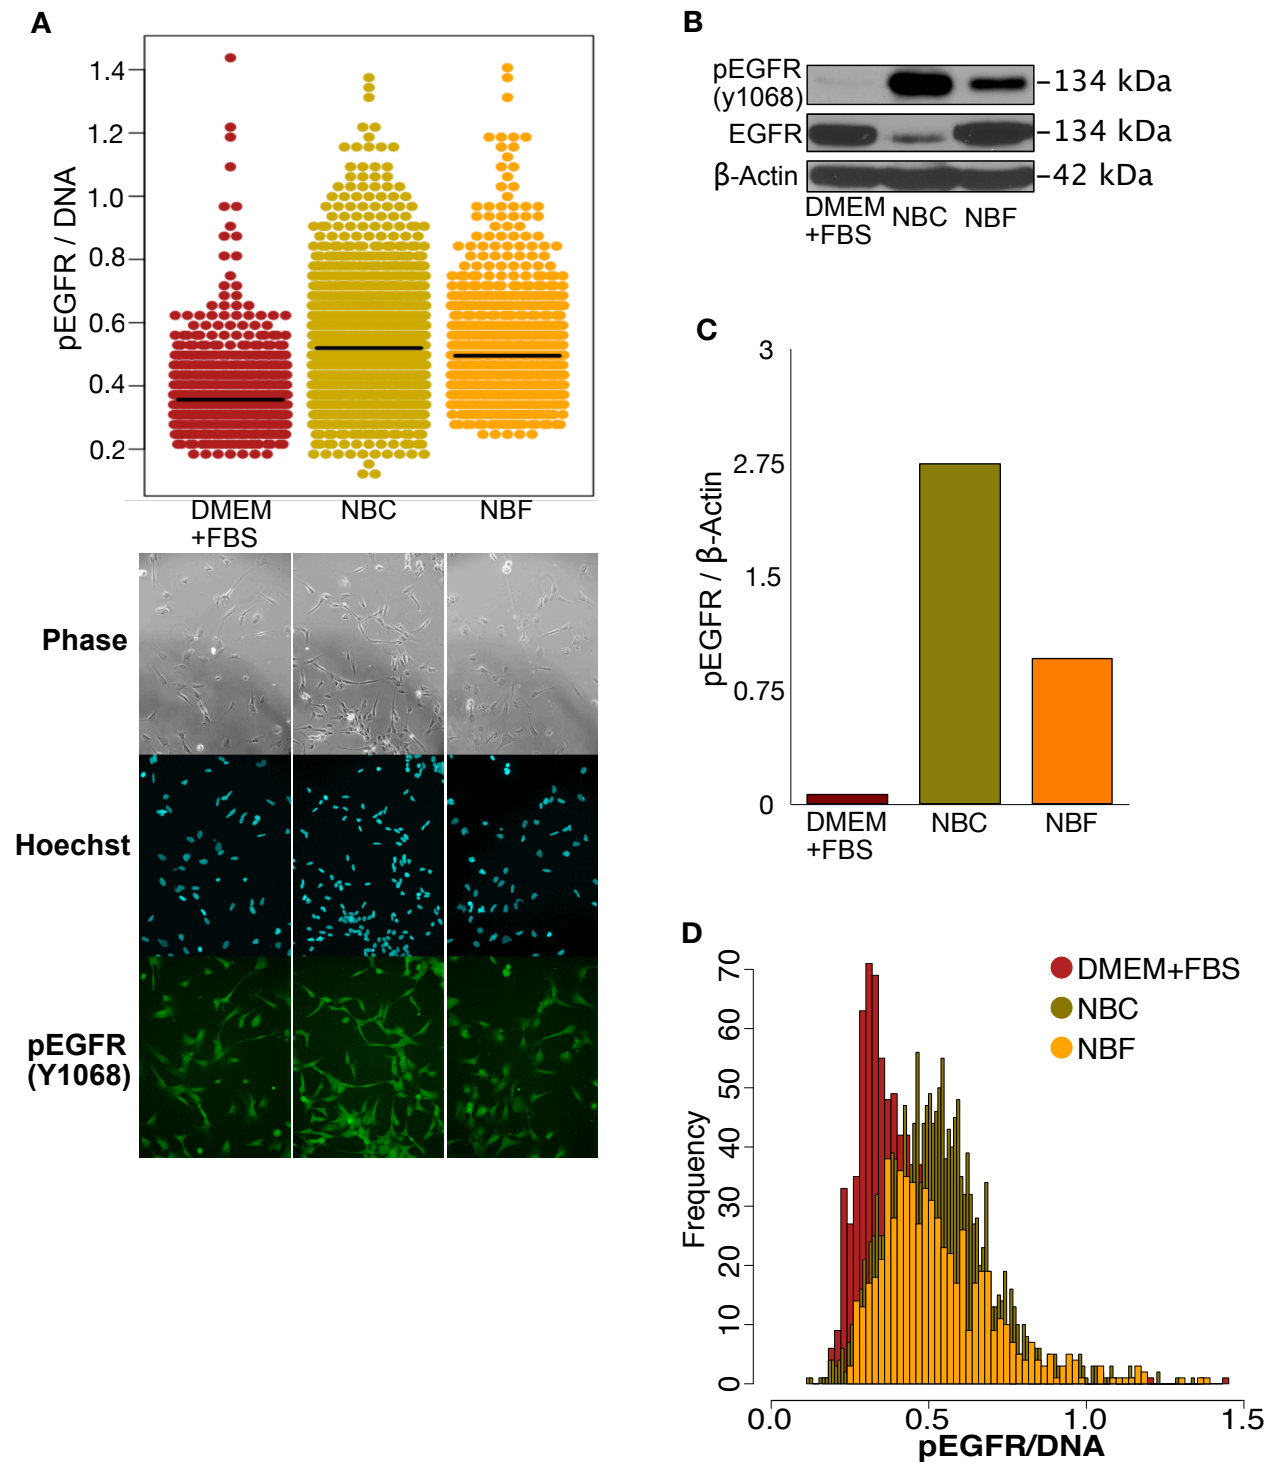 A
pEGFR / DNA
1.4
1.2
1.0
0.8
0.6
0.4
0.2
DMEM
+FBS
NBC
NBF
Phase
Hoechst
pEGFR
(Y1068)
B
pEGFR
(y1068)
-134 kDa
EGFR
-134 kDa
β-Actin
-42 kDa
DMEM
+FBS
NBC
NBF
C
pEGFR / β-Actin
3
2.75
1.5
0.75
0
DMEM
+FBS
NBC
NBF
D
Frequency
70
60
50
40
30
20
10
0
DMEM+FBS
NBC
NBF
0.0
0.5
1.0
1.5
pEGFR/DNA